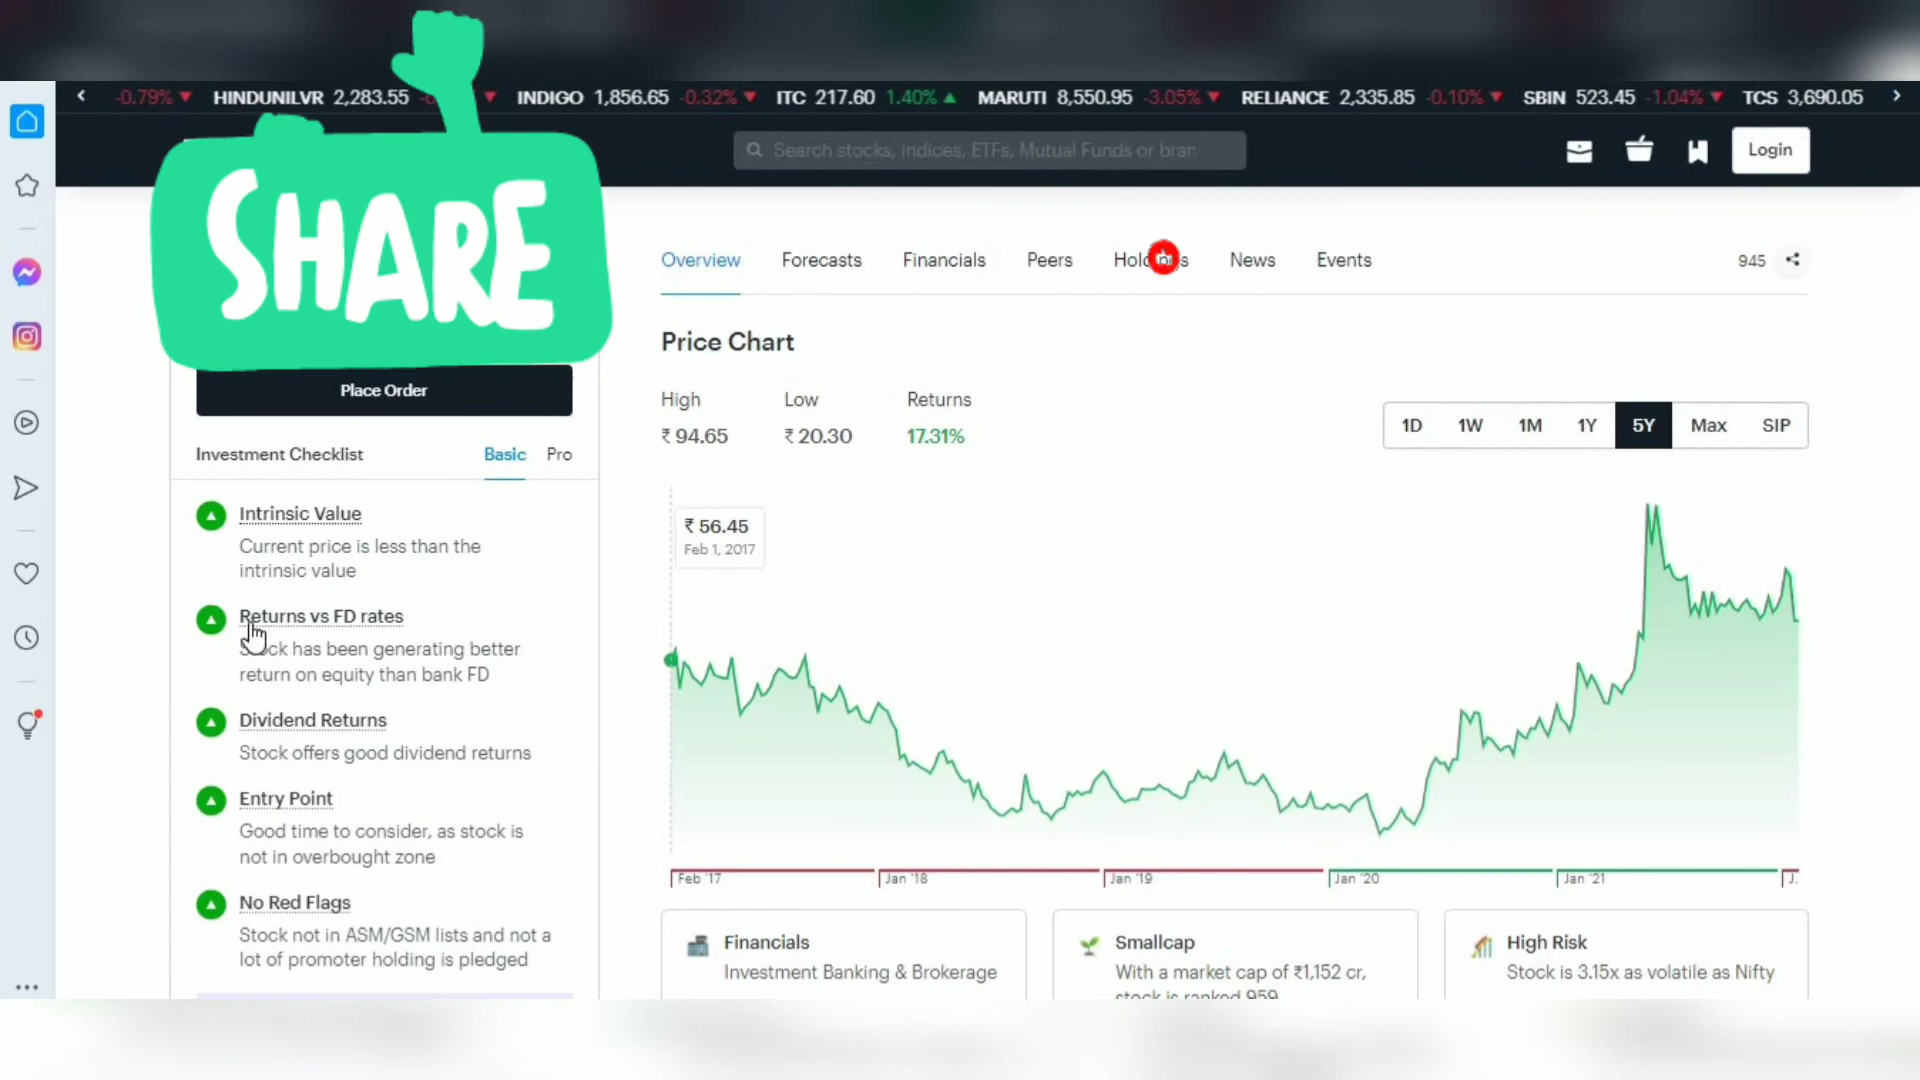 -0.79% HINDUNILVR 2,283.55 INDIGO 1,856.65 -0.32% ITC 217.60 1.40% MARUTI 8,550.95 -3.05% RELIANCE 2,335.85 -0.10% SBIN 523.45 -1.04% TCS 3,690.05
SHARE
Search stocks, indices, ETFs, Mutual Funds or bran
Login
Overview Forecasts Financials Peers Holdings News Events
945
Price Chart
High Low Returns
₹ 94.65 ₹ 20.30 17.31%
1D 1W 1M 1Y 5Y Max SIP
Place Order
Investment Checklist Basic Pro
Intrinsic Value
Current price is less than the
intrinsic value
Returns vs FD rates
Stock has been generating better
return on equity than bank FD
Dividend Returns
Stock offers good dividend returns
Entry Point
Good time to consider, as stock is
not in overbought zone
No Red Flags
Stock not in ASM/GSM lists and not a
lot of promoter holding is pledged
₹ 56.45
Feb 1, 2017
Feb '17 Jan '18 Jan '19 Jan '20 Jan '21 J.
Financials
Investment Banking & Brokerage
Smallcap
With a market cap of ₹1,152 cr,
stock is ranked 959
High Risk
Stock is 3.15x as volatile as Nifty